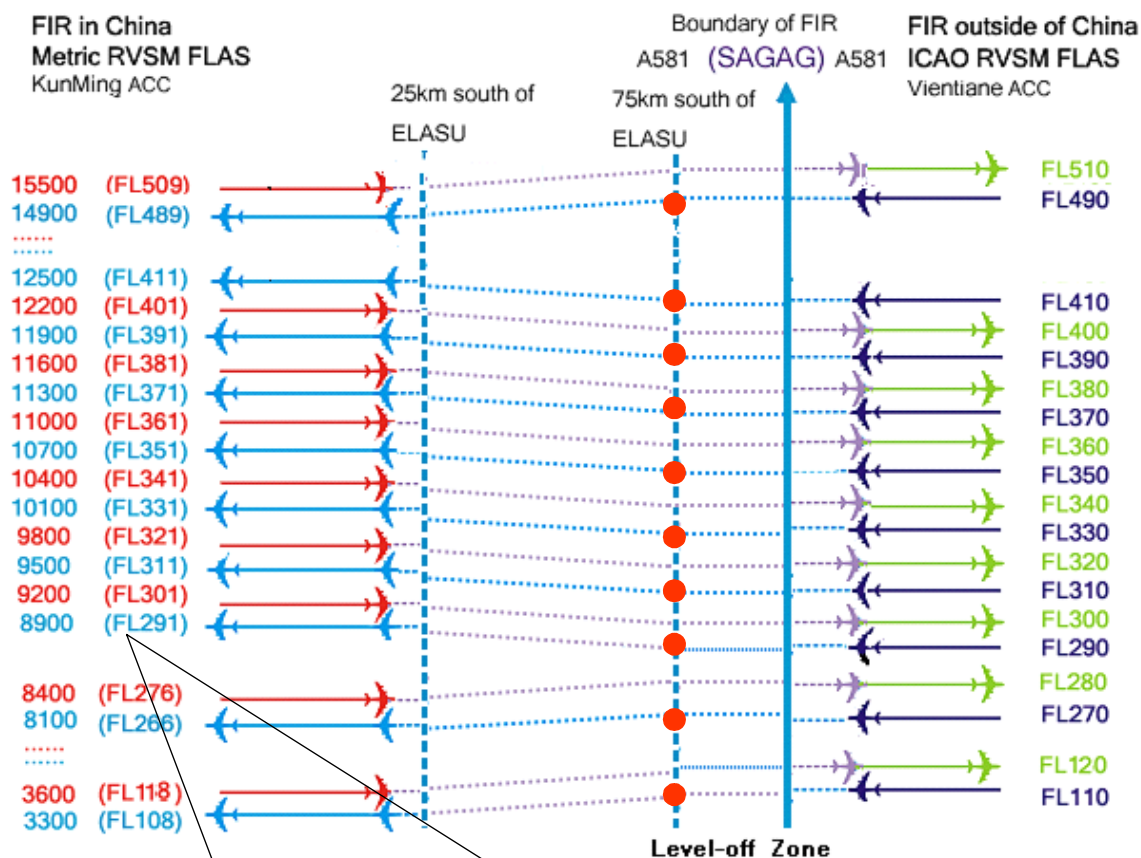 FIR in China
Metric RVSM FLAS
KunMing ACC
25km south of
ELASU
Boundary of FIR
A581 (SAGAG) A581
75km south of
ELASU
FIR outside of China
ICAO RVSM FLAS
Vientiane ACC
15500 (FL509)
14900 (FL489)
12500 (FL411)
12200 (FL401)
11900 (FL391)
11600 (FL381)
11300 (FL371)
11000 (FL361)
10700 (FL351)
10400 (FL341)
10100 (FL331)
9800 (FL321)
9500 (FL311)
9200 (FL301)
8900 (FL291)
8400 (FL276)
8100 (FL266)
3600 (FL118)
3300 (FL108)
FL510
FL490
FL410
FL400
FL390
FL380
FL370
FL360
FL350
FL340
FL330
FL320
FL310
FL300
FL290
FL280
FL270
FL120
FL110
Level-off Zone